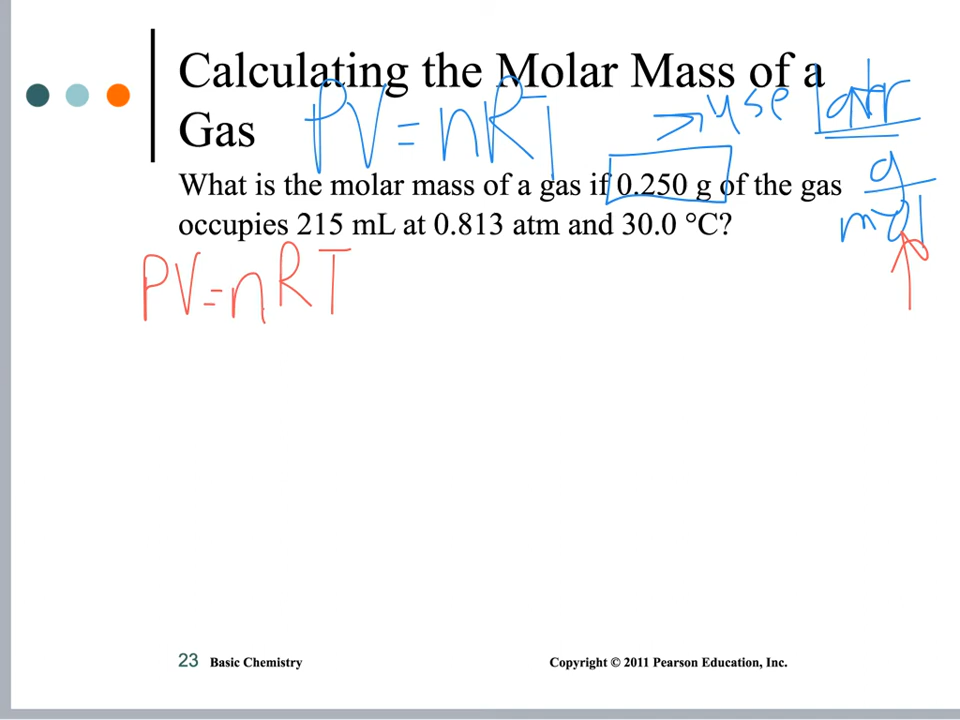 Calculating the Molar Mass of a
Gas
PV = nRT
→ use later
What is the molar mass of a gas if 0.250 g of the gas
occupies 215 mL at 0.813 atm and 30.0 °C?
g
mol
PV = nRT
23 Basic Chemistry
Copyright © 2011 Pearson Education, Inc.